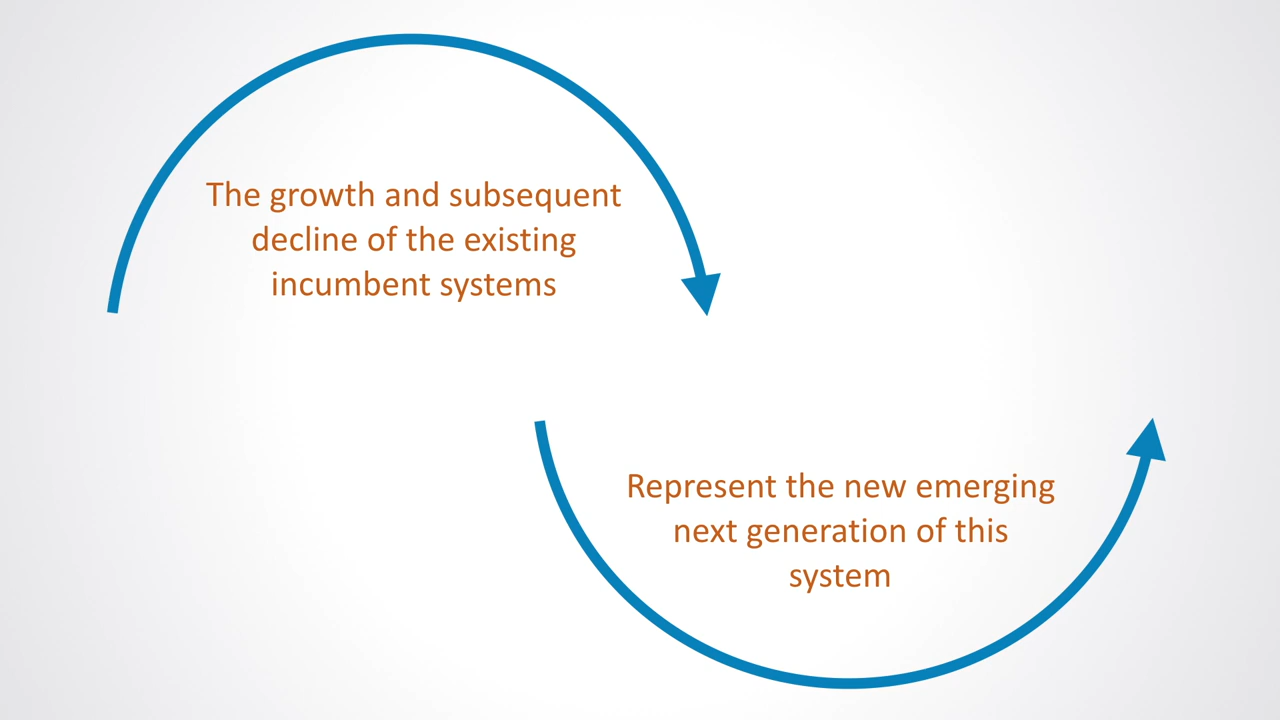 The growth and subsequent
decline of the existing
incumbent systems
Represent the new emerging
next generation of this
system